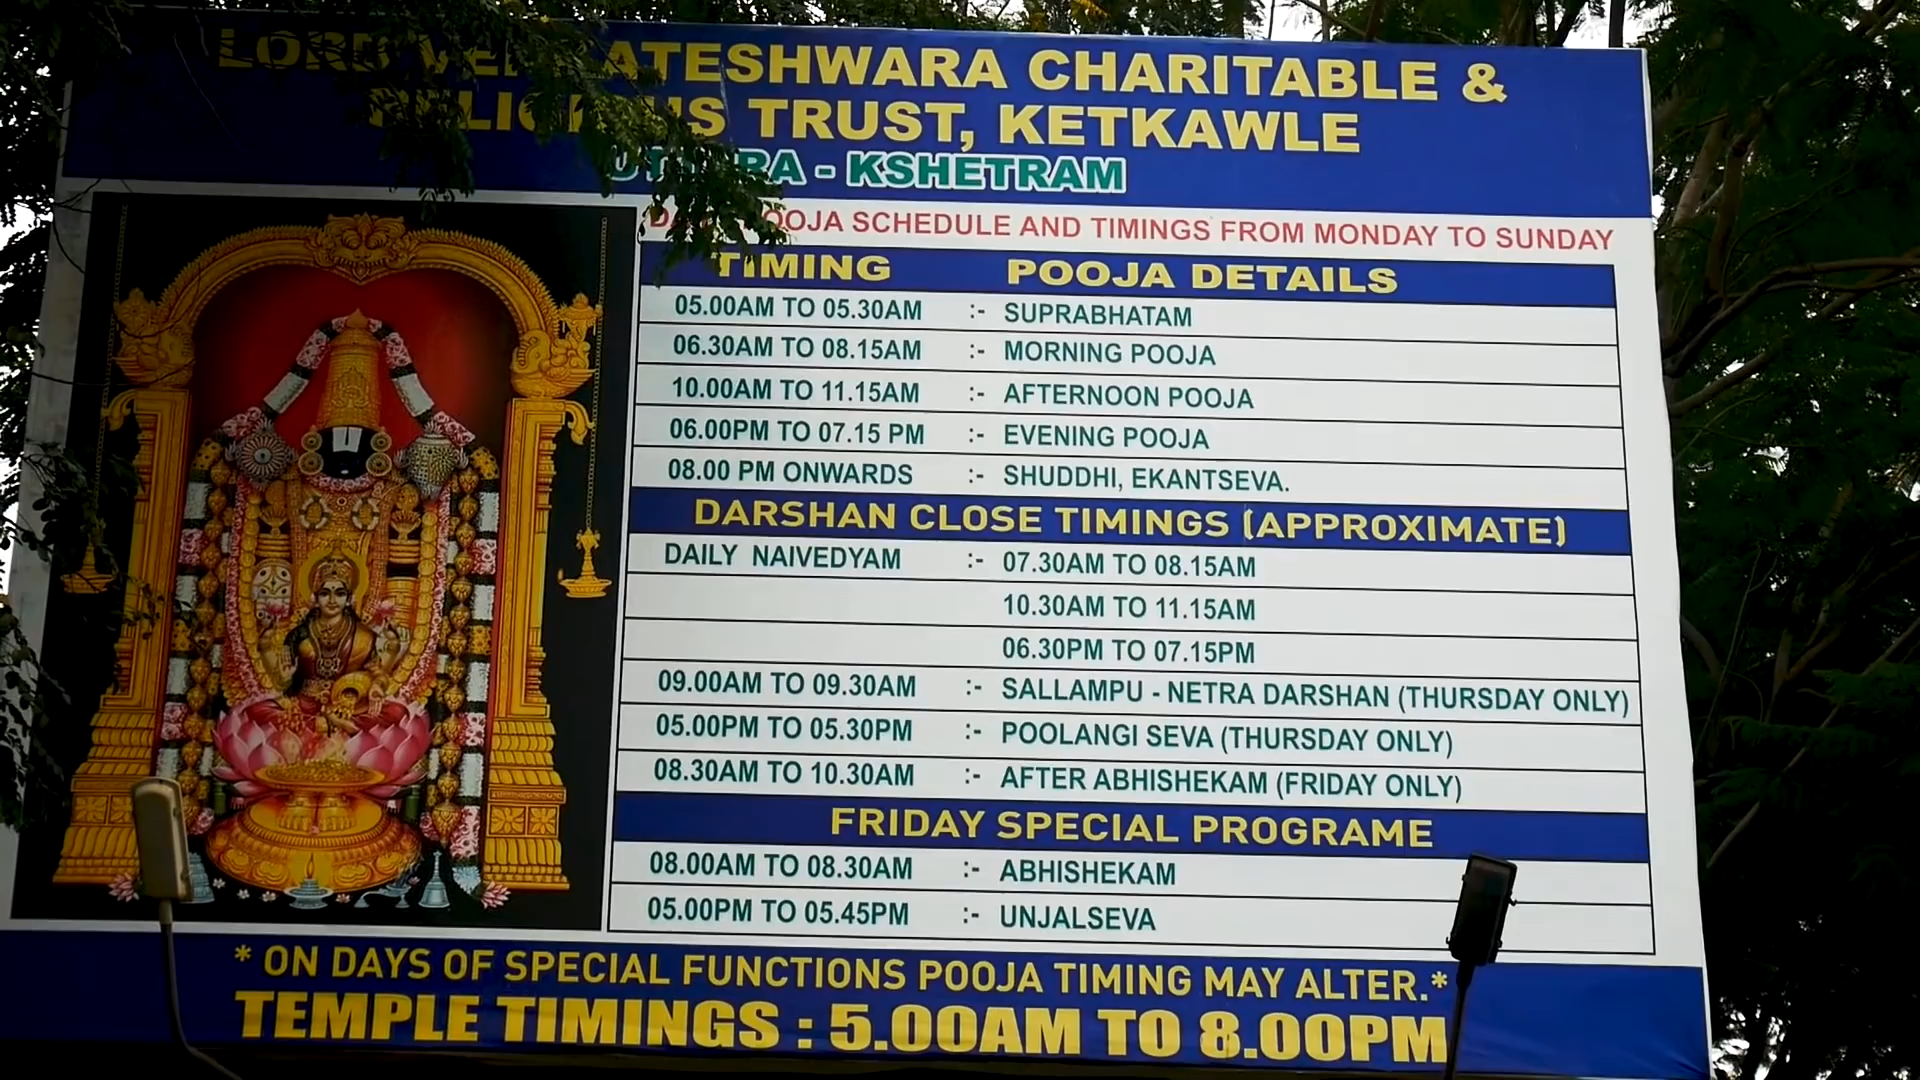 LORD VENKATESHWARA CHARITABLE &
RELIGIOUS TRUST, KETKAWLE
UTTARA - KSHETRAM
DAILY POOJA SCHEDULE AND TIMINGS FROM MONDAY TO SUNDAY
TIMING POOJA DETAILS
05.00AM TO 05.30AM :- SUPRABHATAM
06.30AM TO 08.15AM :- MORNING POOJA
10.00AM TO 11.15AM :- AFTERNOON POOJA
06.00PM TO 07.15 PM :- EVENING POOJA
08.00 PM ONWARDS :- SHUDDHI, EKANTSEVA.
DARSHAN CLOSE TIMINGS (APPROXIMATE)
DAILY NAIVEDYAM :- 07.30AM TO 08.15AM
10.30AM TO 11.15AM
06.30PM TO 07.15PM
09.00AM TO 09.30AM :- SALLAMPU - NETRA DARSHAN (THURSDAY ONLY)
05.00PM TO 05.30PM :- POOLANGI SEVA (THURSDAY ONLY)
08.30AM TO 10.30AM :- AFTER ABHISHEKAM (FRIDAY ONLY)
FRIDAY SPECIAL PROGRAME
08.00AM TO 08.30AM :- ABHISHEKAM
05.00PM TO 05.45PM :- UNJALSEVA
* ON DAYS OF SPECIAL FUNCTIONS POOJA TIMING MAY ALTER.*
TEMPLE TIMINGS : 5.00AM TO 8.00PM